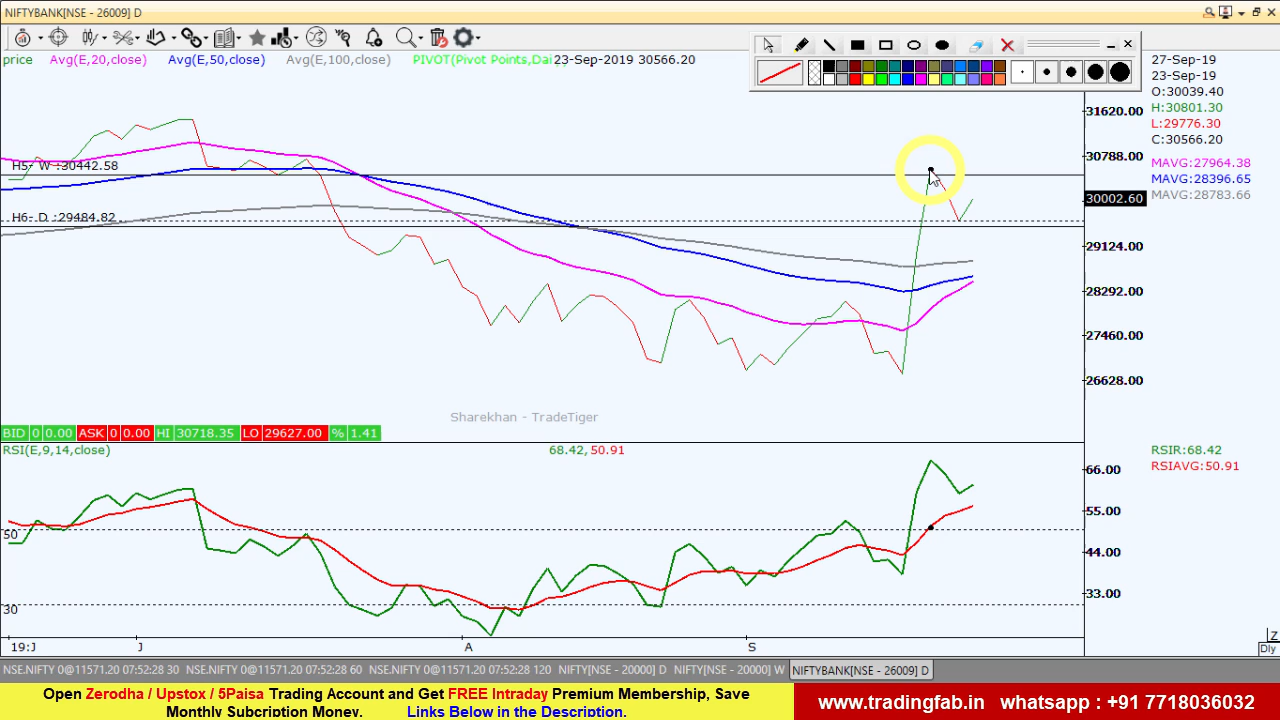 NIFTYBANK[NSE - 26009] D
price Avg(E,20,close) Avg(E,50,close) Avg(E,100,close) PIVOT(Pivot Points,Dai 23-Sep-2019 30566.20
27-Sep-19
23-Sep-19
O:30039.40
H:30801.30
L:29776.30
C:30566.20
MAVG:27964.38
MAVG:28396.65
MAVG:28783.66
31620.00
30788.00
30002.60
29124.00
28292.00
27460.00
26628.00
H5- W :30442.58
H6- D :29484.82
Sharekhan - TradeTiger
BID 0 0.00 ASK 0 0.00 HI 30718.35 LO 29627.00 % 1.41
RSI(E,9,14,close) 68.42, 50.91
RSIR:68.42
RSIAVG:50.91
66.00
55.00
44.00
33.00
50
30
19:J J A S
Z
Dly
NSE.NIFTY 0@11571.20 07:52:28 30 NSE.NIFTY 0@11571.20 07:52:28 60 NSE.NIFTY 0@11571.20 07:52:28 120 NIFTY[NSE - 20000] D NIFTY[NSE - 20000] W NIFTYBANK[NSE - 26009] D
Open Zerodha / Upstox / 5Paisa Trading Account and Get FREE Intraday Premium Membership, Save
Monthly Subcription Money. Links Below in the Description.
www.tradingfab.in whatsapp : +91 7718036032